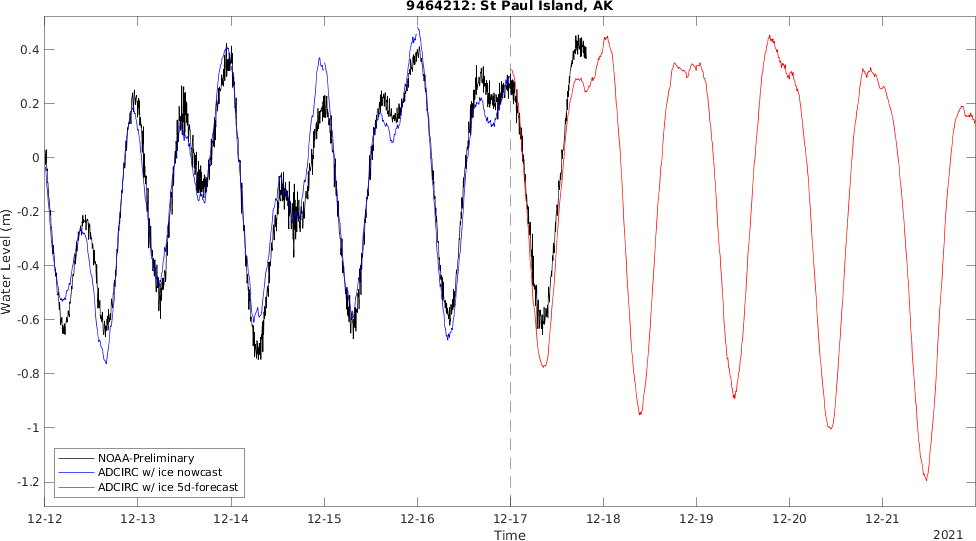 9464212: St Paul Island, AK
Water Level (m)
0.4
0.2
0
-0.2
-0.4
-0.6
-0.8
-1
-1.2
NOAA-Preliminary
ADCIRC w/ ice nowcast
ADCIRC w/ ice 5d-forecast
12-12 12-13 12-14 12-15 12-16 12-17 12-18 12-19 12-20 12-21
Time
2021